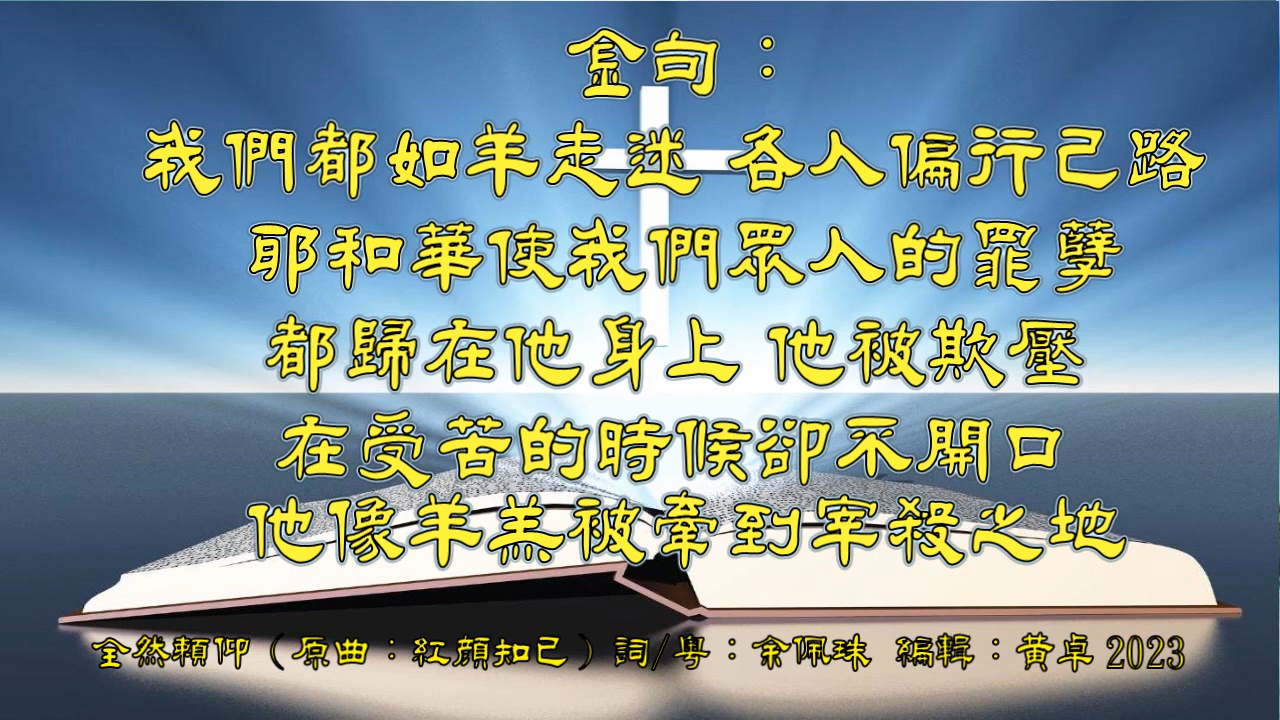 金句：
我們都如羊走迷 各人偏行己路
耶和華使我們眾人的罪孽
都歸在他身上 他被欺壓
在受苦的時候卻不開口
他像羊羔被牽到宰殺之地
全然賴仰（原曲：紅顏知己）詞/粵：余佩珠 編輯：黄卓 2023